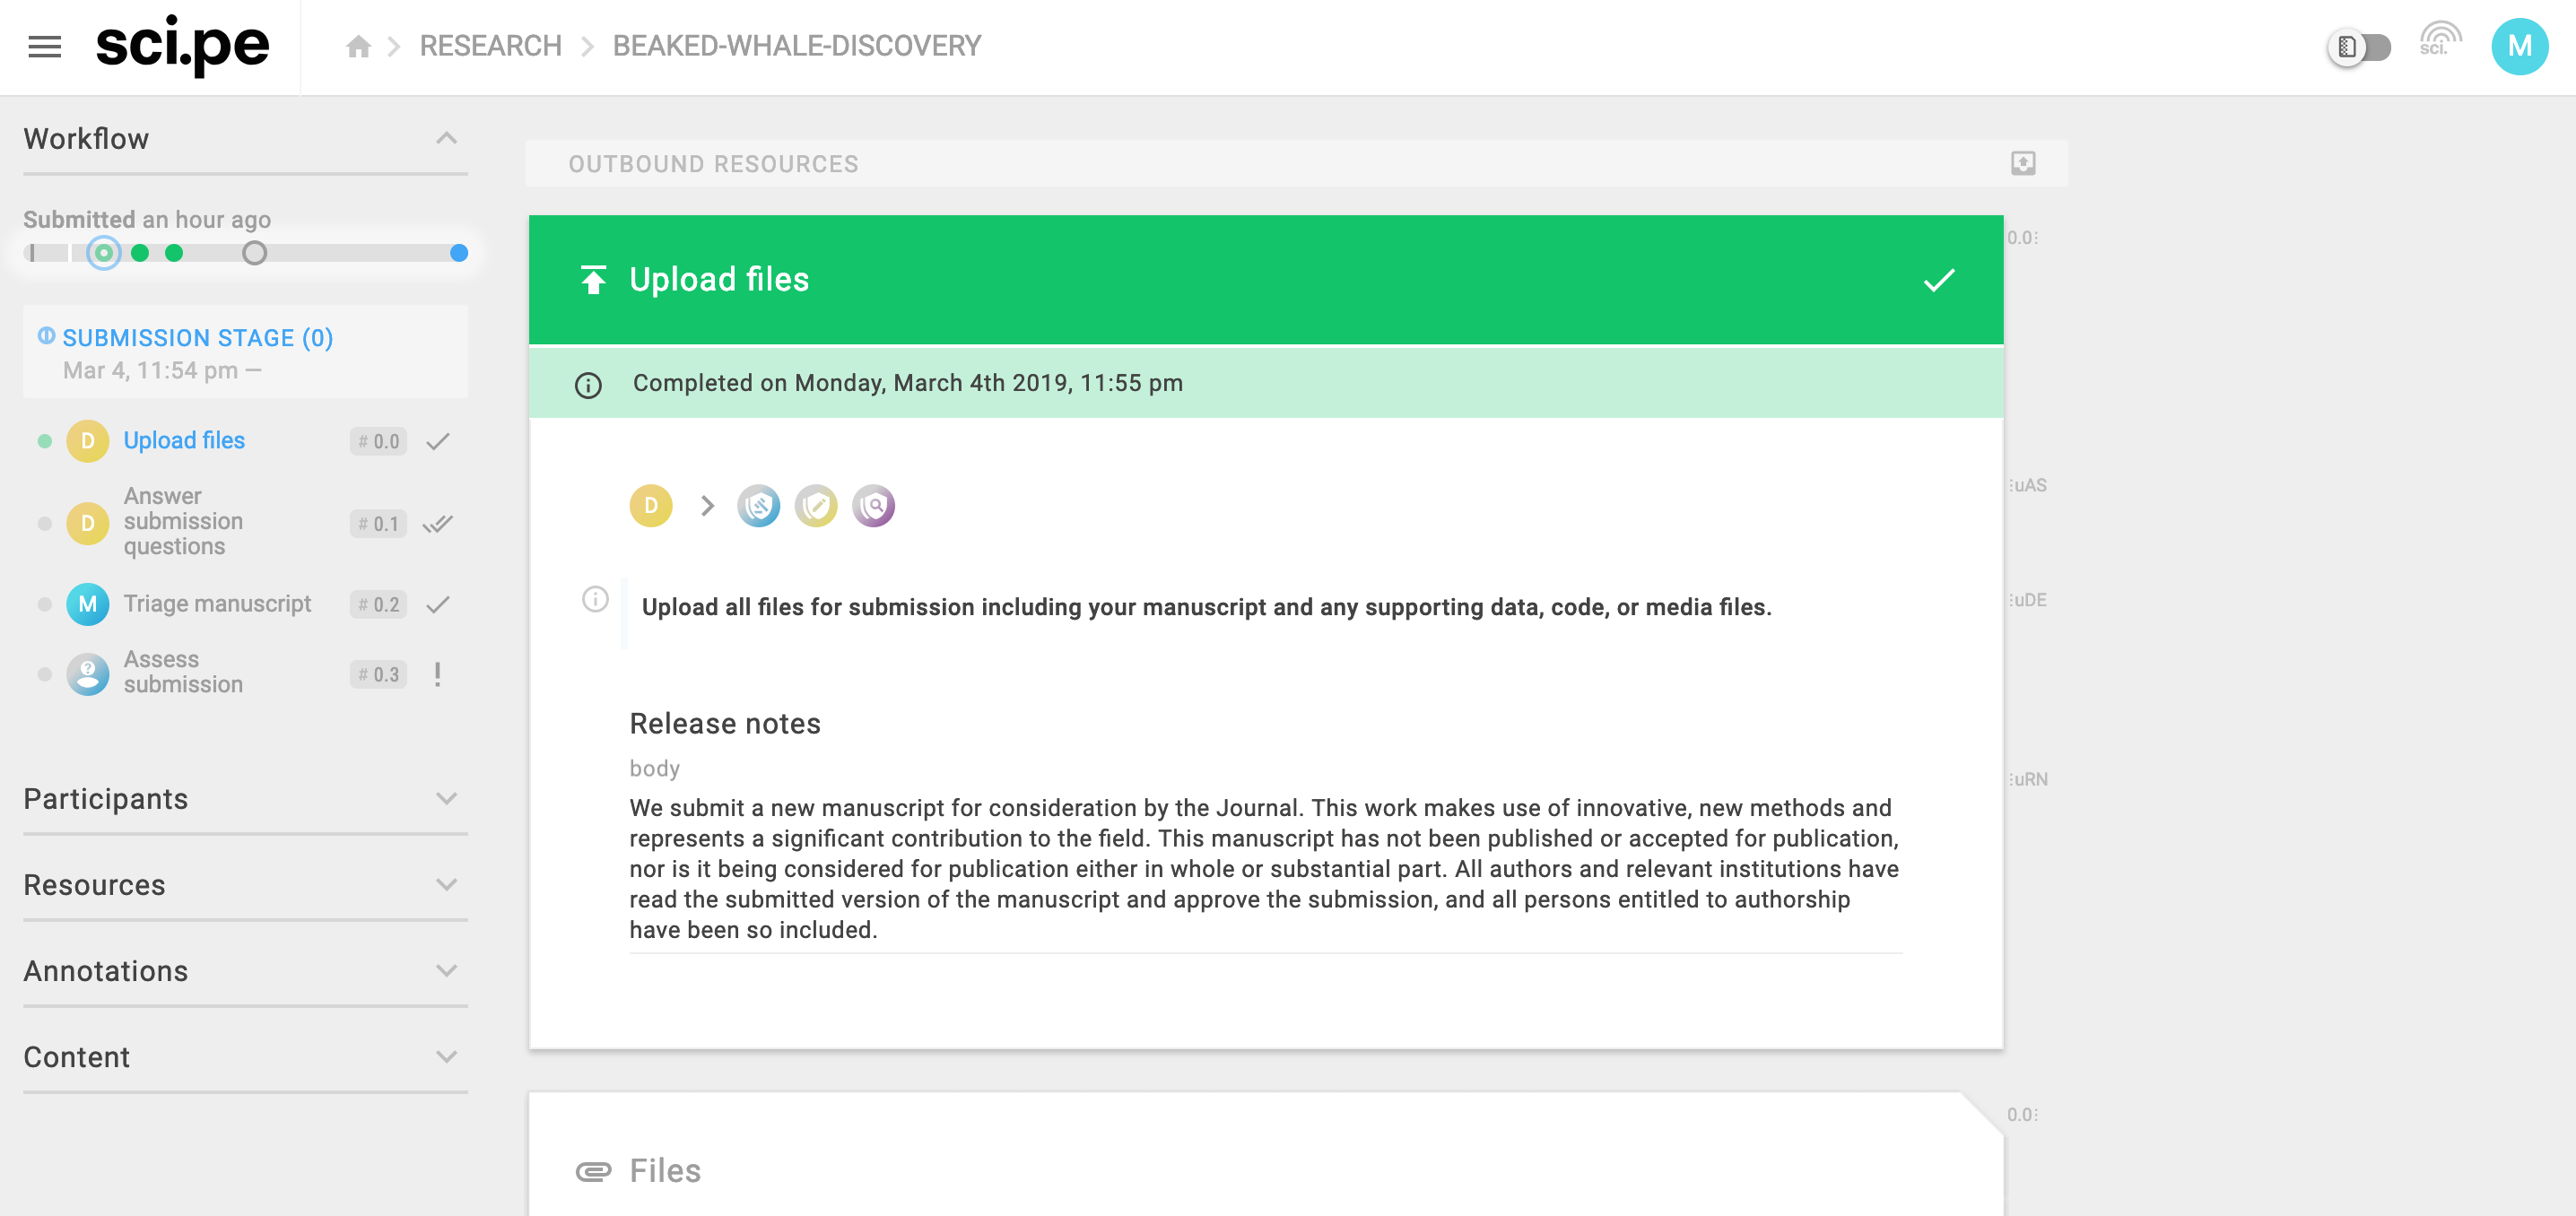 sci.pe
RESEARCH
BEAKED-WHALE-DISCOVERY
sci.
M
Workflow
Submitted an hour ago
SUBMISSION STAGE (0)
Mar 4, 11:54 pm —
D
Upload files
# 0.0
D
Answer
submission
questions
# 0.1
M
Triage manuscript
# 0.2
?
Assess
submission
# 0.3
!
Participants
Resources
Annotations
Content
OUTBOUND RESOURCES
Upload files
0.0
Completed on Monday, March 4th 2019, 11:55 pm
D
uAS
Upload all files for submission including your manuscript and any supporting data, code, or media files.
uDE
Release notes
uRN
body
We submit a new manuscript for consideration by the Journal. This work makes use of innovative, new methods and
represents a significant contribution to the field. This manuscript has not been published or accepted for publication,
nor is it being considered for publication either in whole or substantial part. All authors and relevant institutions have
read the submitted version of the manuscript and approve the submission, and all persons entitled to authorship
have been so included.
0.0
Files